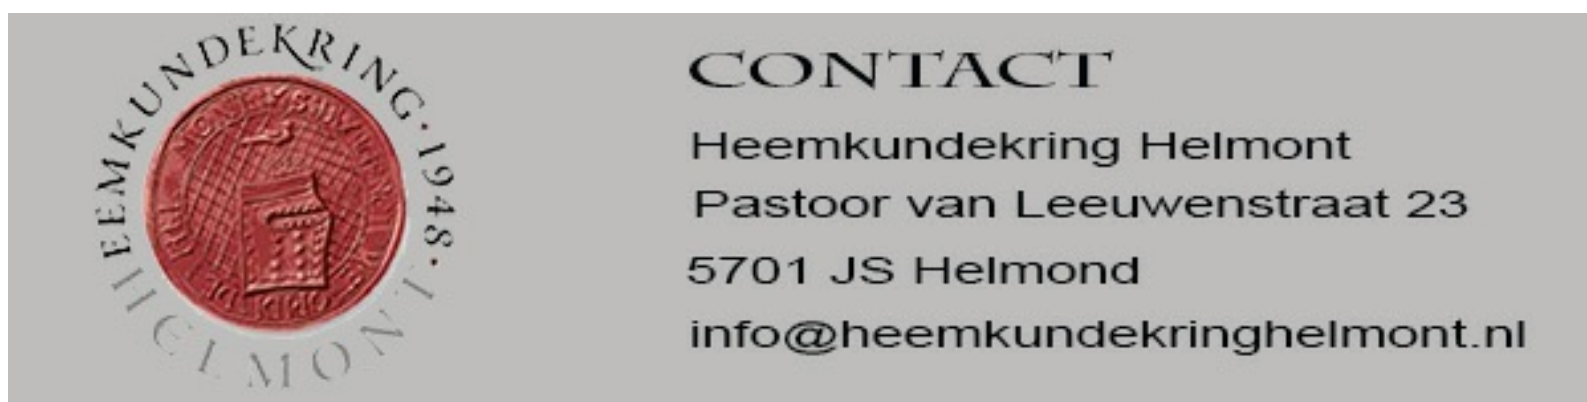 HEEMKUNDEKRING · 1948 ·
HELMONT
CONTACT
Heemkundekring Helmont
Pastoor van Leeuwenstraat 23
5701 JS Helmond
info@heemkundekringhelmont.nl